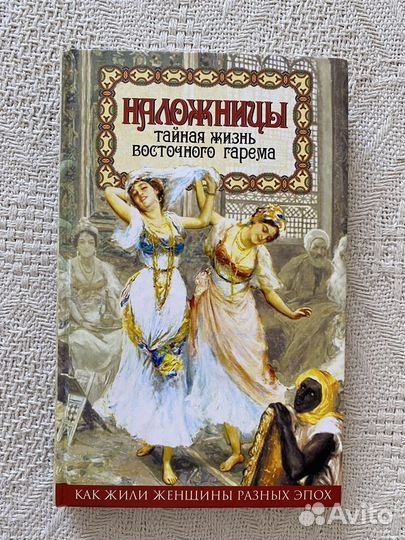 НАЛОЖНИЦЫ
ТАЙНАЯ ЖИЗНЬ
ВОСТОЧНОГО ГАРЕМА
КАК ЖИЛИ ЖЕНЩИНЫ РАЗНЫХ ЭПОХ
Avito